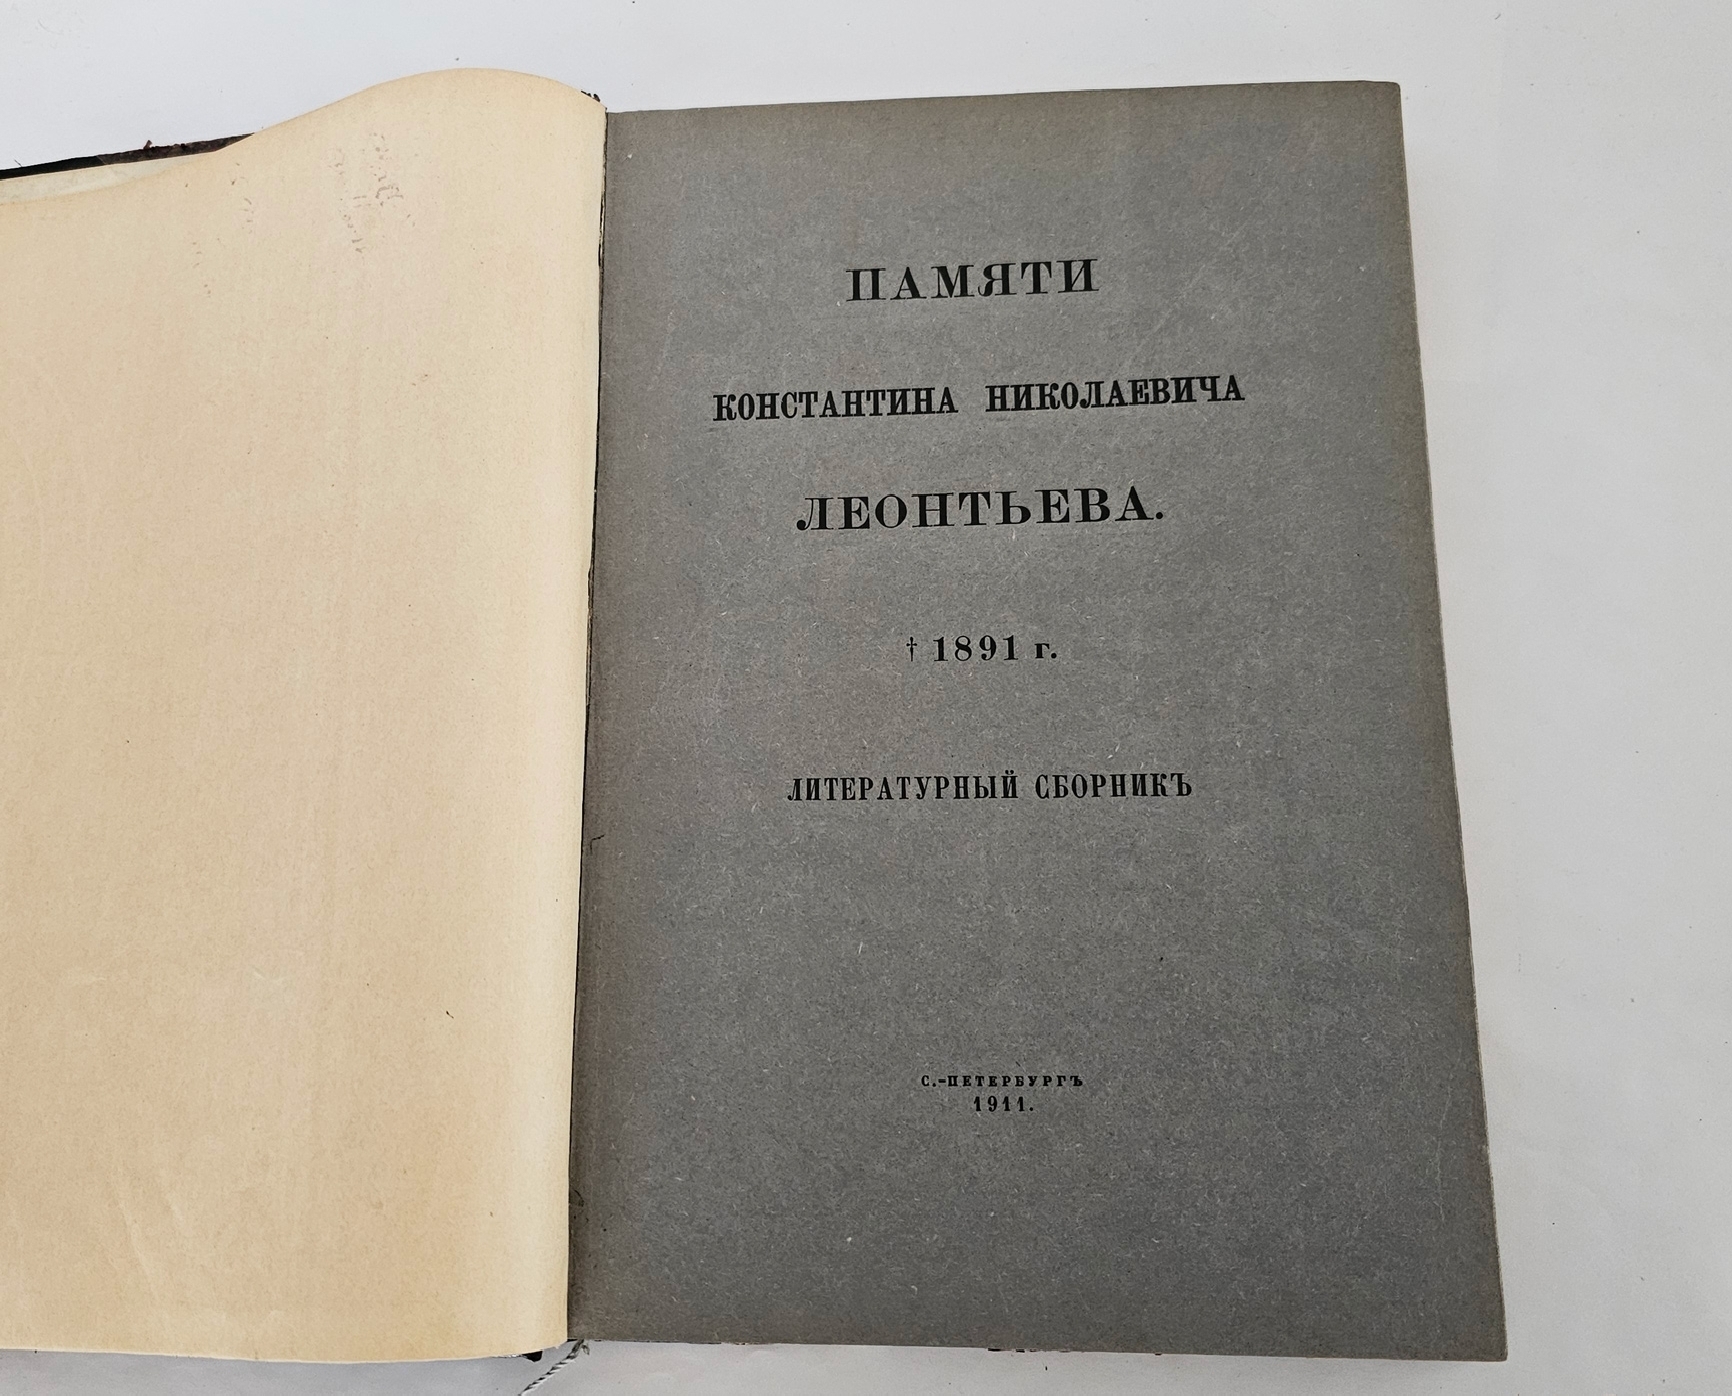 ПАМЯТИ
КОНСТАНТИНА НИКОЛАЕВИЧА
ЛЕОНТЬЕВА.
† 1891 г.
ЛИТЕРАТУРНЫЙ СБОРНИКЪ
С.-ПЕТЕРБУРГЪ
1911.